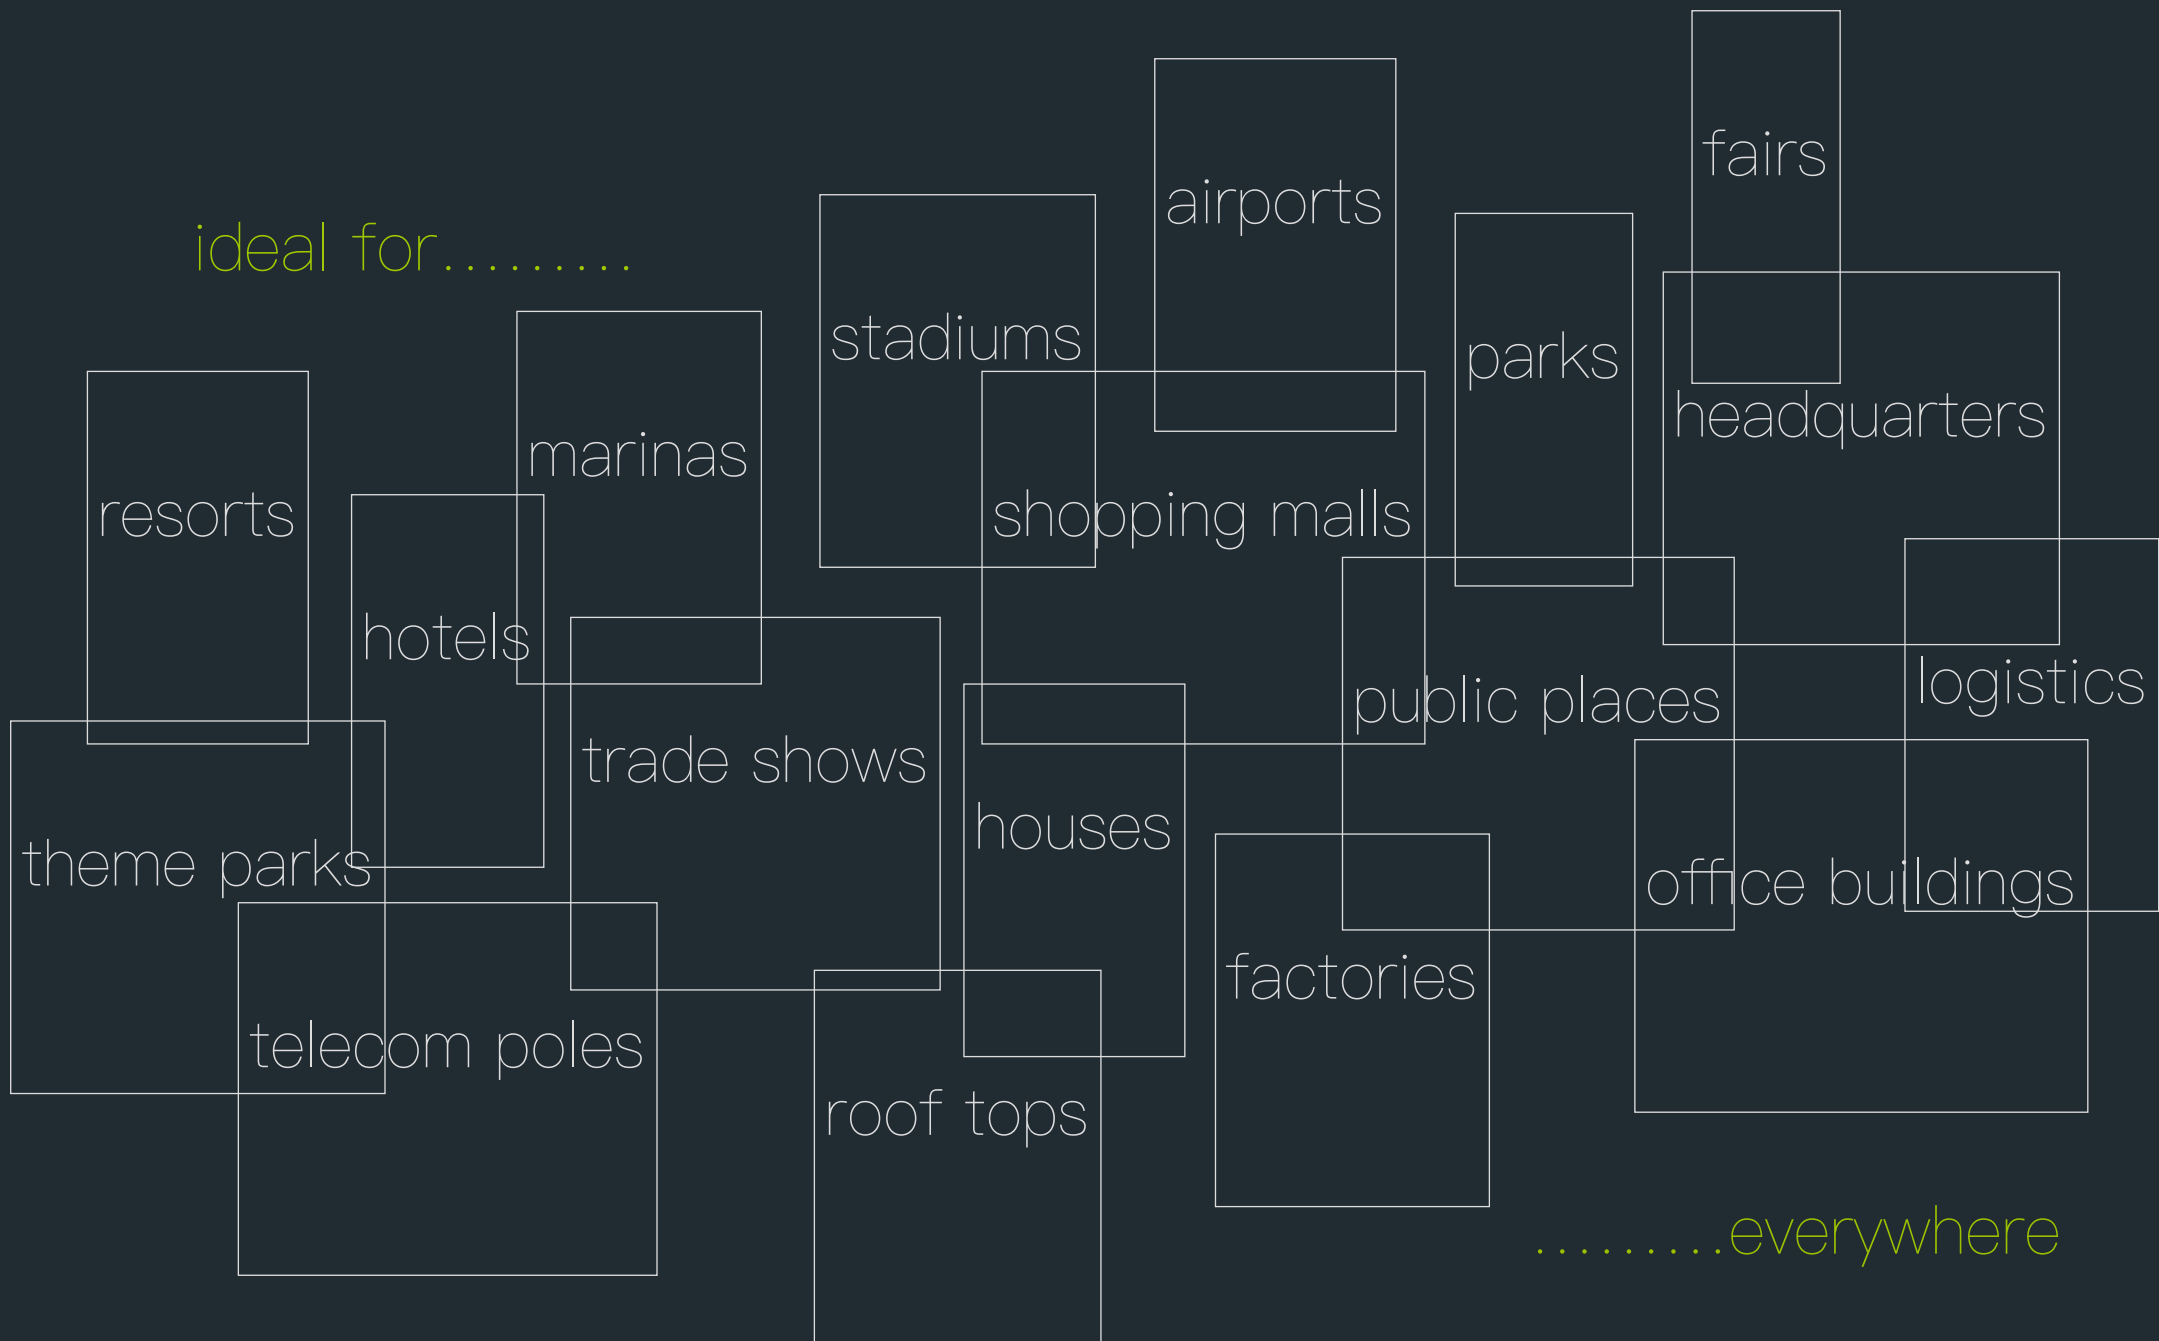 fairs
airports
ideal for.........
stadiums
parks
headquarters
marinas
resorts
shopping malls
hotels
logistics
public places
trade shows
houses
theme parks
office buildings
factories
telecom poles
roof tops
.........everywhere